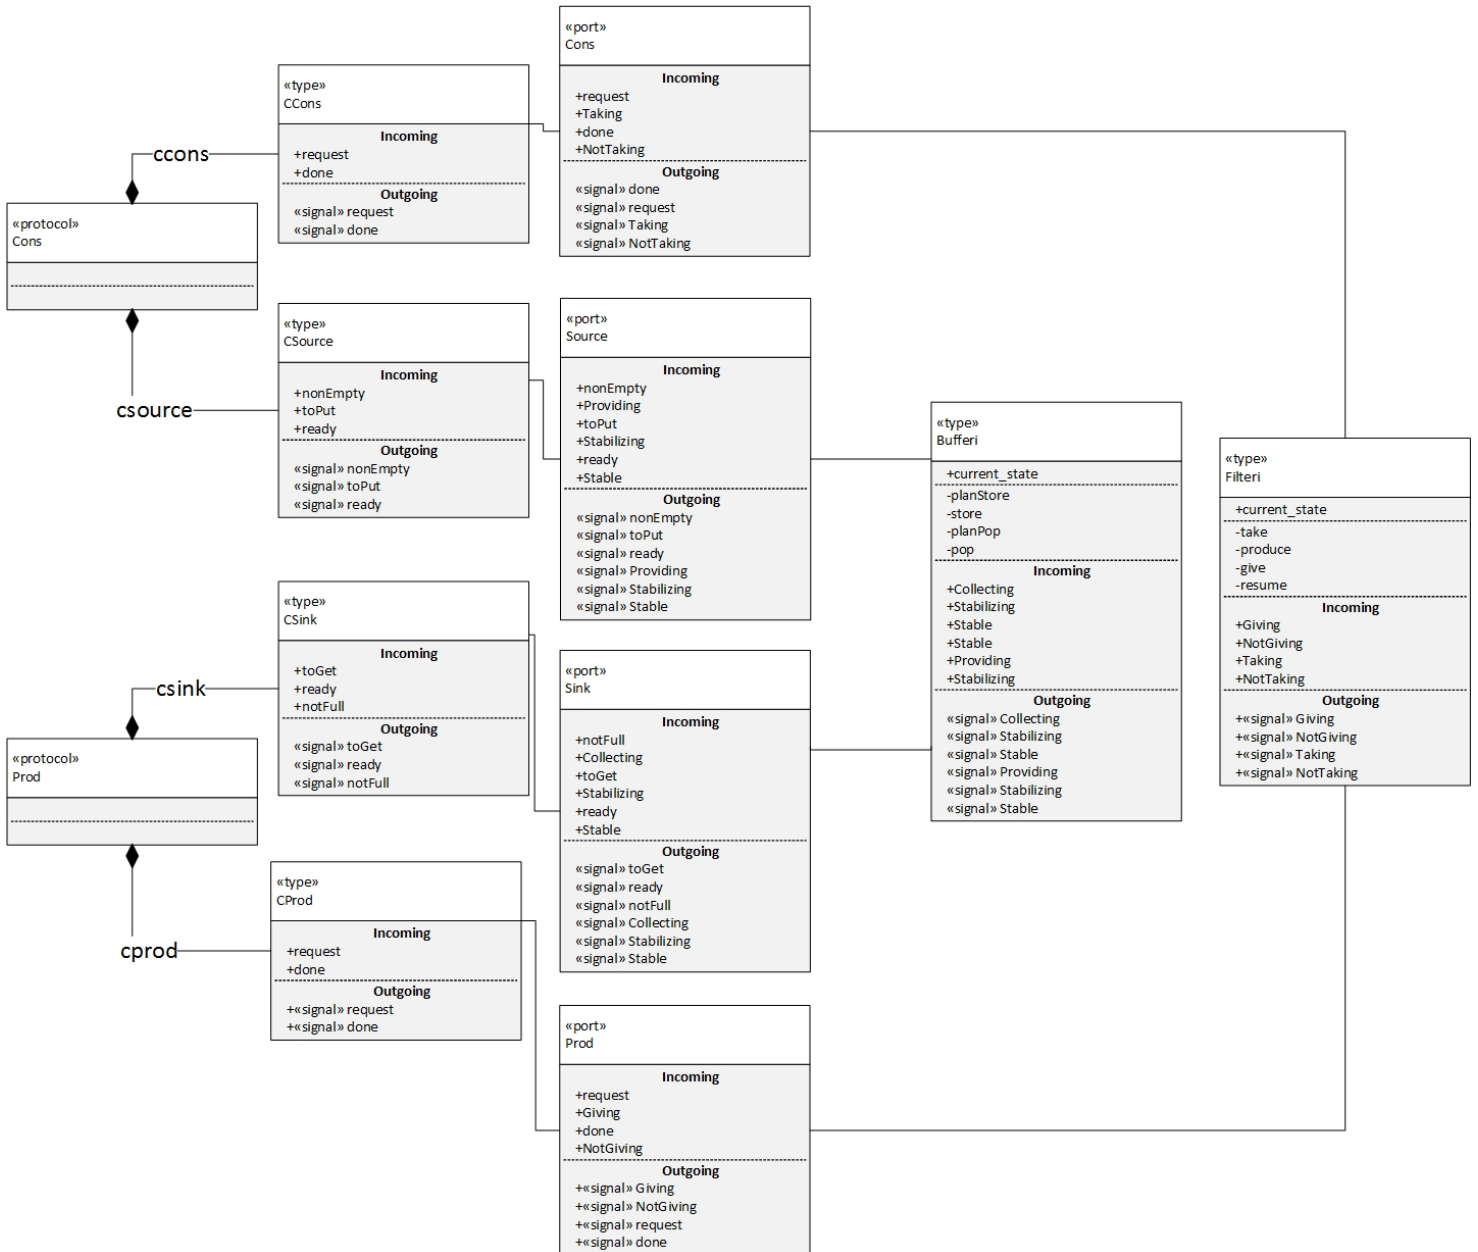 «port»
Cons
Incoming
+request
+Taking
+done
+NotTaking
Outgoing
«signal» done
«signal» request
«signal» Taking
«signal» NotTaking
«type»
CCons
Incoming
+request
+done
Outgoing
«signal» request
«signal» done
ccons
«protocol»
Cons
csource
«type»
CSource
Incoming
+nonEmpty
+toPut
+ready
Outgoing
«signal» nonEmpty
«signal» toPut
«signal» ready
«port»
Source
Incoming
+nonEmpty
+Providing
+toPut
+Stabilizing
+ready
+Stable
Outgoing
«signal» nonEmpty
«signal» toPut
«signal» ready
«signal» Providing
«signal» Stabilizing
«signal» Stable
«type»
Bufferi
+current_state
-planStore
-store
-planPop
-pop
Incoming
+Collecting
+Stabilizing
+Stable
+Stable
+Providing
+Stabilizing
Outgoing
«signal» Collecting
«signal» Stabilizing
«signal» Stable
«signal» Providing
«signal» Stabilizing
«signal» Stable
«type»
Filteri
+current_state
-take
-produce
-give
-resume
Incoming
+Giving
+NotGiving
+Taking
+NotTaking
Outgoing
+«signal» Giving
+«signal» NotGiving
+«signal» Taking
+«signal» NotTaking
«type»
CSink
Incoming
+toGet
+ready
+notFull
Outgoing
«signal» toGet
«signal» ready
«signal» notFull
csink
«protocol»
Prod
cprod
«port»
Sink
Incoming
+notFull
+Collecting
+toGet
+Stabilizing
+ready
+Stable
Outgoing
«signal» toGet
«signal» ready
«signal» notFull
«signal» Collecting
«signal» Stabilizing
«signal» Stable
«type»
CProd
Incoming
+request
+done
Outgoing
+«signal» request
+«signal» done
«port»
Prod
Incoming
+request
+Giving
+done
+NotGiving
Outgoing
+«signal» Giving
+«signal» NotGiving
+«signal» request
+«signal» done